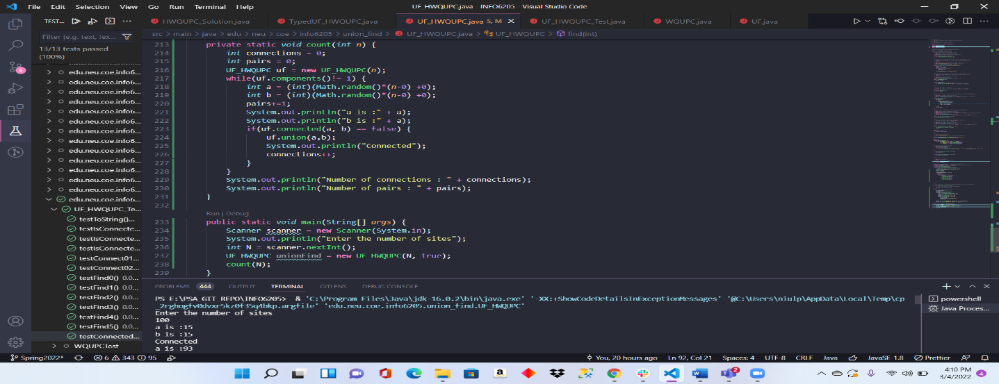 File Edit Selection View Go Run Terminal Help
UF_HWQUPC.java - INFO6205 - Visual Studio Code
TEST...
HWQUPC_Solution.java TypedUF_HWQUPC.java UF_HWQUPC.java 5, M UF_HWQUPC_Test.java WQUPC.java UF.java
Filter (e.g. text, !ex...
src > main > java > edu > neu > coe > info6205 > union_find > UF_HWQUPC.java > UF_HWQUPC > find(int)
13/13 tests passed
(100%)
edu.neu.coe.info6...
edu.neu.coe.info6...
edu.neu.coe.info6...
edu.neu.coe.info6...
edu.neu.coe.info6...
edu.neu.coe.info6...
edu.neu.coe.info6...
edu.neu.coe.info6...
edu.neu.coe.info6...
edu.neu.coe.info6...
edu.neu.coe.info6...
edu.neu.coe.info6...
edu.neu.coe.info6...
edu.neu.coe.info6...
UF_HWQUPC_Te...
testToString()...
testIsConnecte...
testIsConnecte...
testIsConnecte...
testConnect01...
testConnect02...
testFind0() 0.0...
testFind1() 0.0...
testFind2() 0.0...
testFind3() 0.0...
testFind4() 0.0...
testFind5() 0.0...
testConnected...
WQUPCTest
213 private static void count(int n) {
214 int connections = 0;
215 int pairs = 0;
216 UF_HWQUPC uf = new UF_HWQUPC(n);
217 while(uf.components()!= 1) {
218 int a = (int)(Math.random()*(n-0) +0);
219 int b = (int)(Math.random()*(n-0) +0);
220 pairs+=1;
221 System.out.println("a is :" + a);
222 System.out.println("b is :" + a);
223 if(uf.connected(a, b) == false) {
224 uf.union(a,b);
225 System.out.println("Connected");
226 connections++;
227 }
228 }
229 System.out.println("Number of connections : " + connections);
230 System.out.println("Number of pairs : " + pairs);
231 }
232
Run | Debug
233 public static void main(String[] args) {
234 Scanner scanner = new Scanner(System.in);
235 System.out.println("Enter the number of sites");
236 int N = scanner.nextInt();
237 UF_HWQUPC unionFind = new UF_HWQUPC(N, true);
238 count(N);
239 }
PROBLEMS 444 OUTPUT TERMINAL GITLENS DEBUG CONSOLE
PS E:\PSA GIT REPO\INFO6205> & 'C:\Program Files\Java\jdk-16.0.2\bin\java.exe' '-XX:+ShowCodeDetailsInExceptionMessages' '@C:\Users\niulp\AppData\Local\Temp\cp
_2rghogfv0dvxr5kz0f35q4bkp.argfile' 'edu.neu.coe.info6205.union_find.UF_HWQUPC'
Enter the number of sites
100
a is :15
b is :15
Connected
a is :93
powershell
Java Proces...
Spring2022* 6 343 95
You, 20 hours ago Ln 92, Col 21 Spaces: 4 UTF-8 CRLF Java JavaSE-1.8 Prettier
4:10 PM
3/4/2022